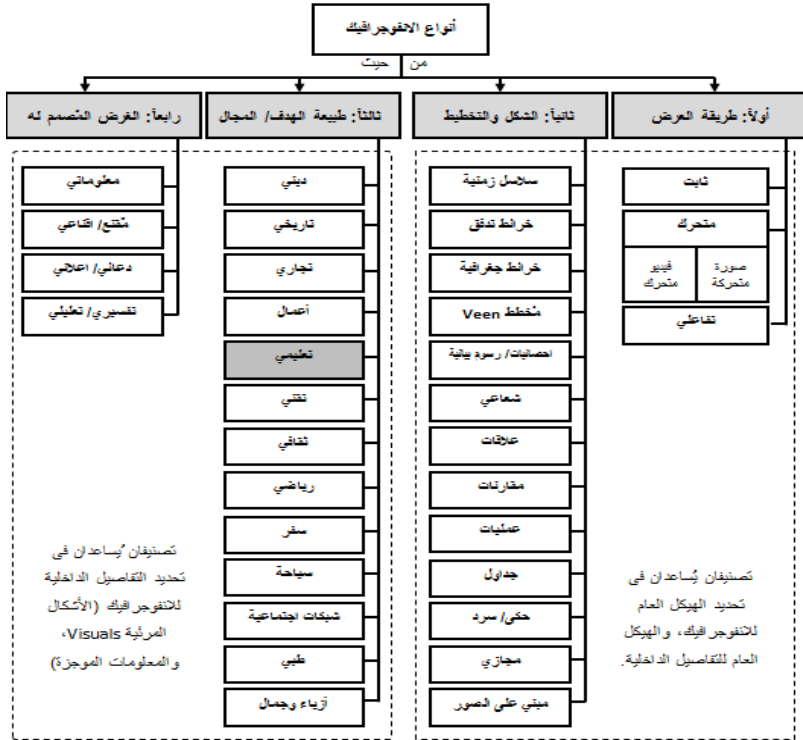 أنواع الانفوجرافيك
من حيث
أولاً: طريقة العرض
ثابت
متحرك
صورة
متحركة
فيديو
متحرك
تفاعلي
تصنيفان يُساعدان فى
تحديد الهيكل العام
للانفوجرافيك، والهيكل
العام للتفاصيل الداخلية.
ثانياً: الشكل والتخطيط
سلاسل زمنية
خرائط تدفق
خرائط جغرافية
مُخطط Veen
احصائيات/ رسوم بيانية
شعاعي
علاقات
مقارنات
عمليات
جداول
حكى/ سرد
مجازي
مبني على الصور
ثالثاً: طبيعة الهدف/ المجال
ديني
تاريخي
تجاري
أعمال
تعليمي
تقني
ثقافي
رياضي
سفر
سياحة
شبكات اجتماعية
طبي
أزياء وجمال
رابعاً: الغرض المُصمم له
معلوماتي
مُقنع/ اقناعي
دعائي/ اعلاني
تفسيري/ تعليلي
تصنيفان يُساعدان فى
تحديد التفاصيل الداخلية
للانفوجرافيك (الأشكال
المرئية Visuals،
والمعلومات الموجزة)